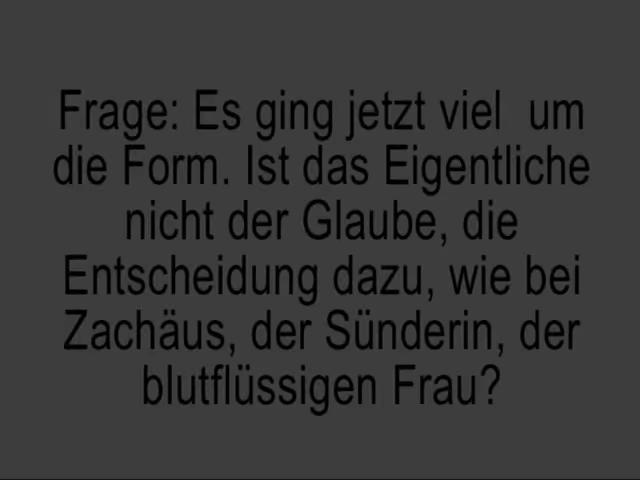 Frage: Es ging jetzt viel um
die Form. Ist das Eigentliche
nicht der Glaube, die
Entscheidung dazu, wie bei
Zachäus, der Sünderin, der
blutflüssigen Frau?